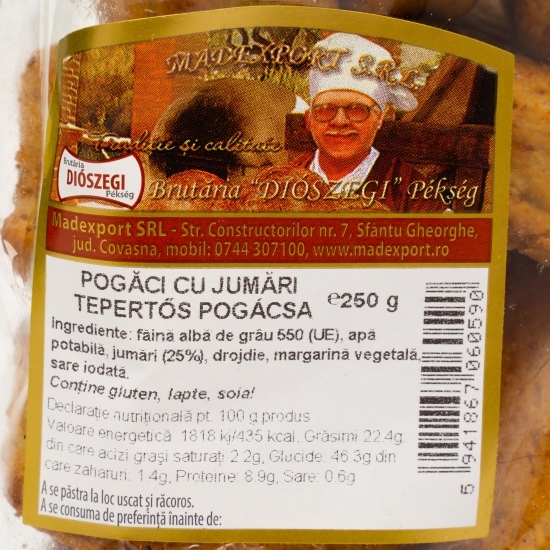 MADEXPORT S.R.L.
Tradiție și calitate
Brutăria
DIÓSZEGI
Pékség
Brutăria "DIÓSZEGI" Pékség
Madexport SRL - Str. Constructorilor nr. 7, Sfântu Gheorghe,
jud. Covasna, mobil: 0744 307100, www.madexport.ro
POGĂCI CU JUMĂRI
TEPERTŐS POGÁCSA ℮250 g
Ingrediente: făină albă de grâu 550 (UE), apă
potabilă, jumări (25%), drojdie, margarină vegetală,
sare iodată.
Conține gluten, lapte, soia!
Declarație nutrițională pt. 100 g produs
Valoare energetică 1818 kj/435 kcal, Grăsimi 22.4g:
din care acizi grași saturați 2.2g, Glucide: 46.3g din
care zaharuri: 1.4g, Proteine: 8.9g, Sare: 0.6g
A se păstra la loc uscat și răcoros.
A se consuma de preferință înainte de:
5 941867 060590